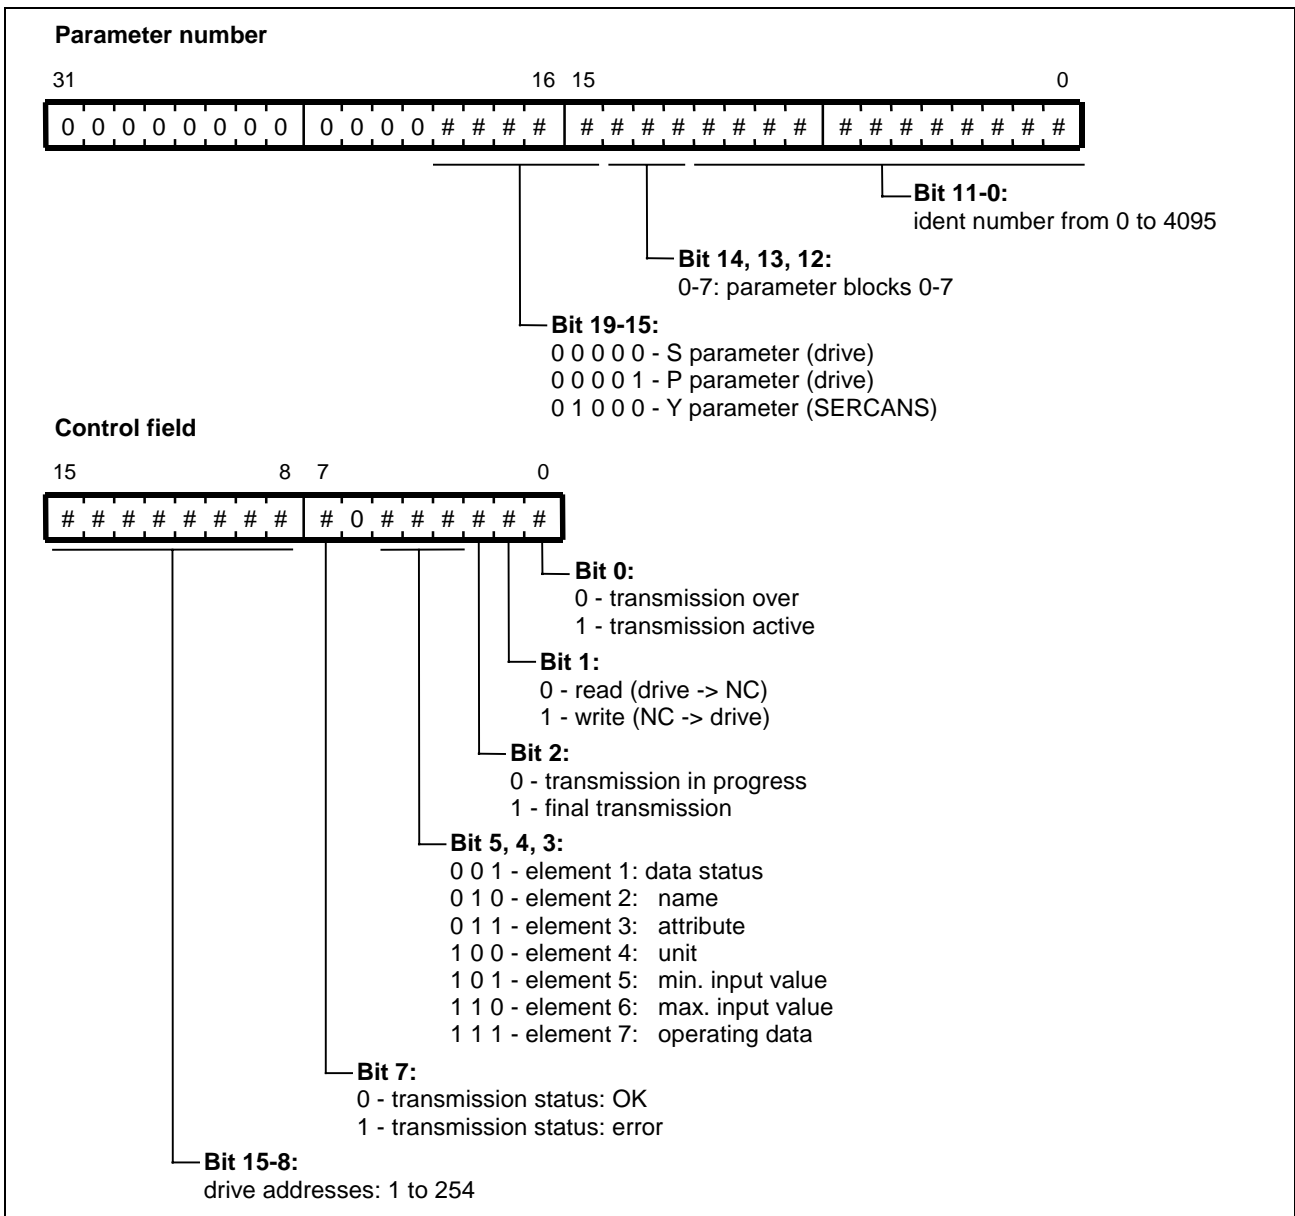 Parameter number
31 16 15 0
0 0 0 0 0 0 0 0 0 0 0 0 # # # # # # # # # # # # # # # # # # # #
Bit 11-0:
ident number from 0 to 4095
Bit 14, 13, 12:
0-7: parameter blocks 0-7
Bit 19-15:
0 0 0 0 0 - S parameter (drive)
0 0 0 0 1 - P parameter (drive)
0 1 0 0 0 - Y parameter (SERCANS)
Control field
15 8 7 0
# # # # # # # # # 0 # # # # # #
Bit 0:
0 - transmission over
1 - transmission active
Bit 1:
0 - read (drive -> NC)
1 - write (NC -> drive)
Bit 2:
0 - transmission in progress
1 - final transmission
Bit 5, 4, 3:
0 0 1 - element 1: data status
0 1 0 - element 2: name
0 1 1 - element 3: attribute
1 0 0 - element 4: unit
1 0 1 - element 5: min. input value
1 1 0 - element 6: max. input value
1 1 1 - element 7: operating data
Bit 7:
0 - transmission status: OK
1 - transmission status: error
Bit 15-8:
drive addresses: 1 to 254